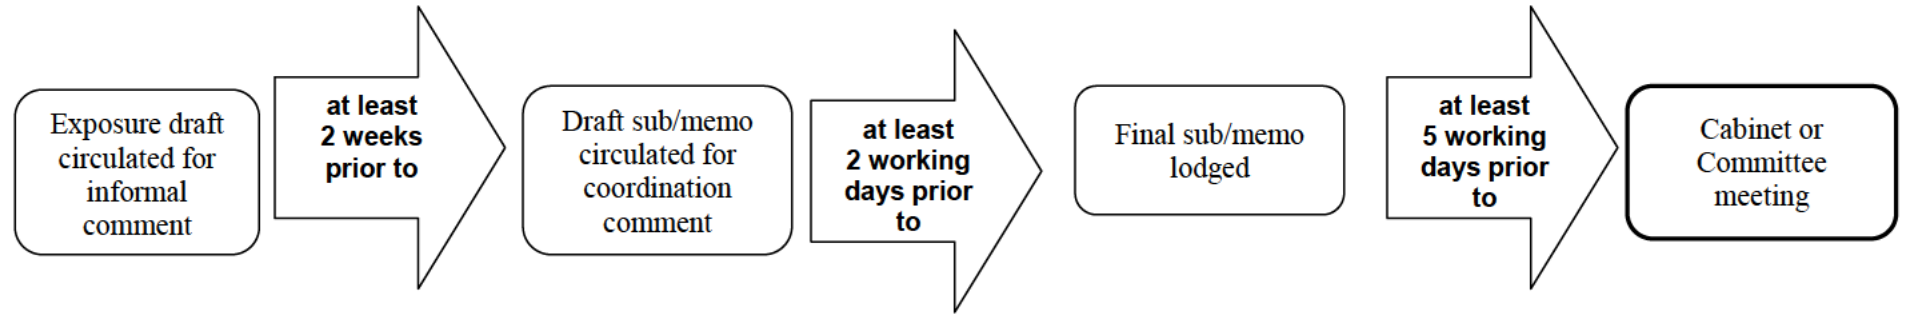 Exposure draft
circulated for
informal
comment
at least
2 weeks
prior to
Draft sub/memo
circulated for
coordination
comment
at least
2 working
days prior
to
Final sub/memo
lodged
at least
5 working
days prior
to
Cabinet or
Committee
meeting